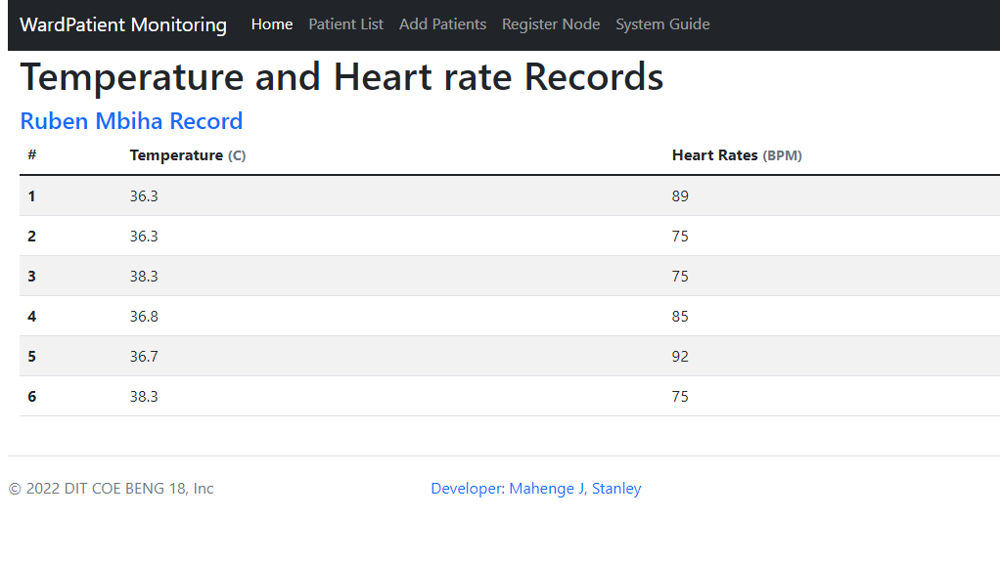 WardPatient Monitoring Home Patient List Add Patients Register Node System Guide
Temperature and Heart rate Records
Ruben Mbiha Record
# Temperature (C) Heart Rates (BPM)
1 36.3 89
2 36.3 75
3 38.3 75
4 36.8 85
5 36.7 92
6 38.3 75
© 2022 DIT COE BENG 18, Inc Developer: Mahenge J, Stanley